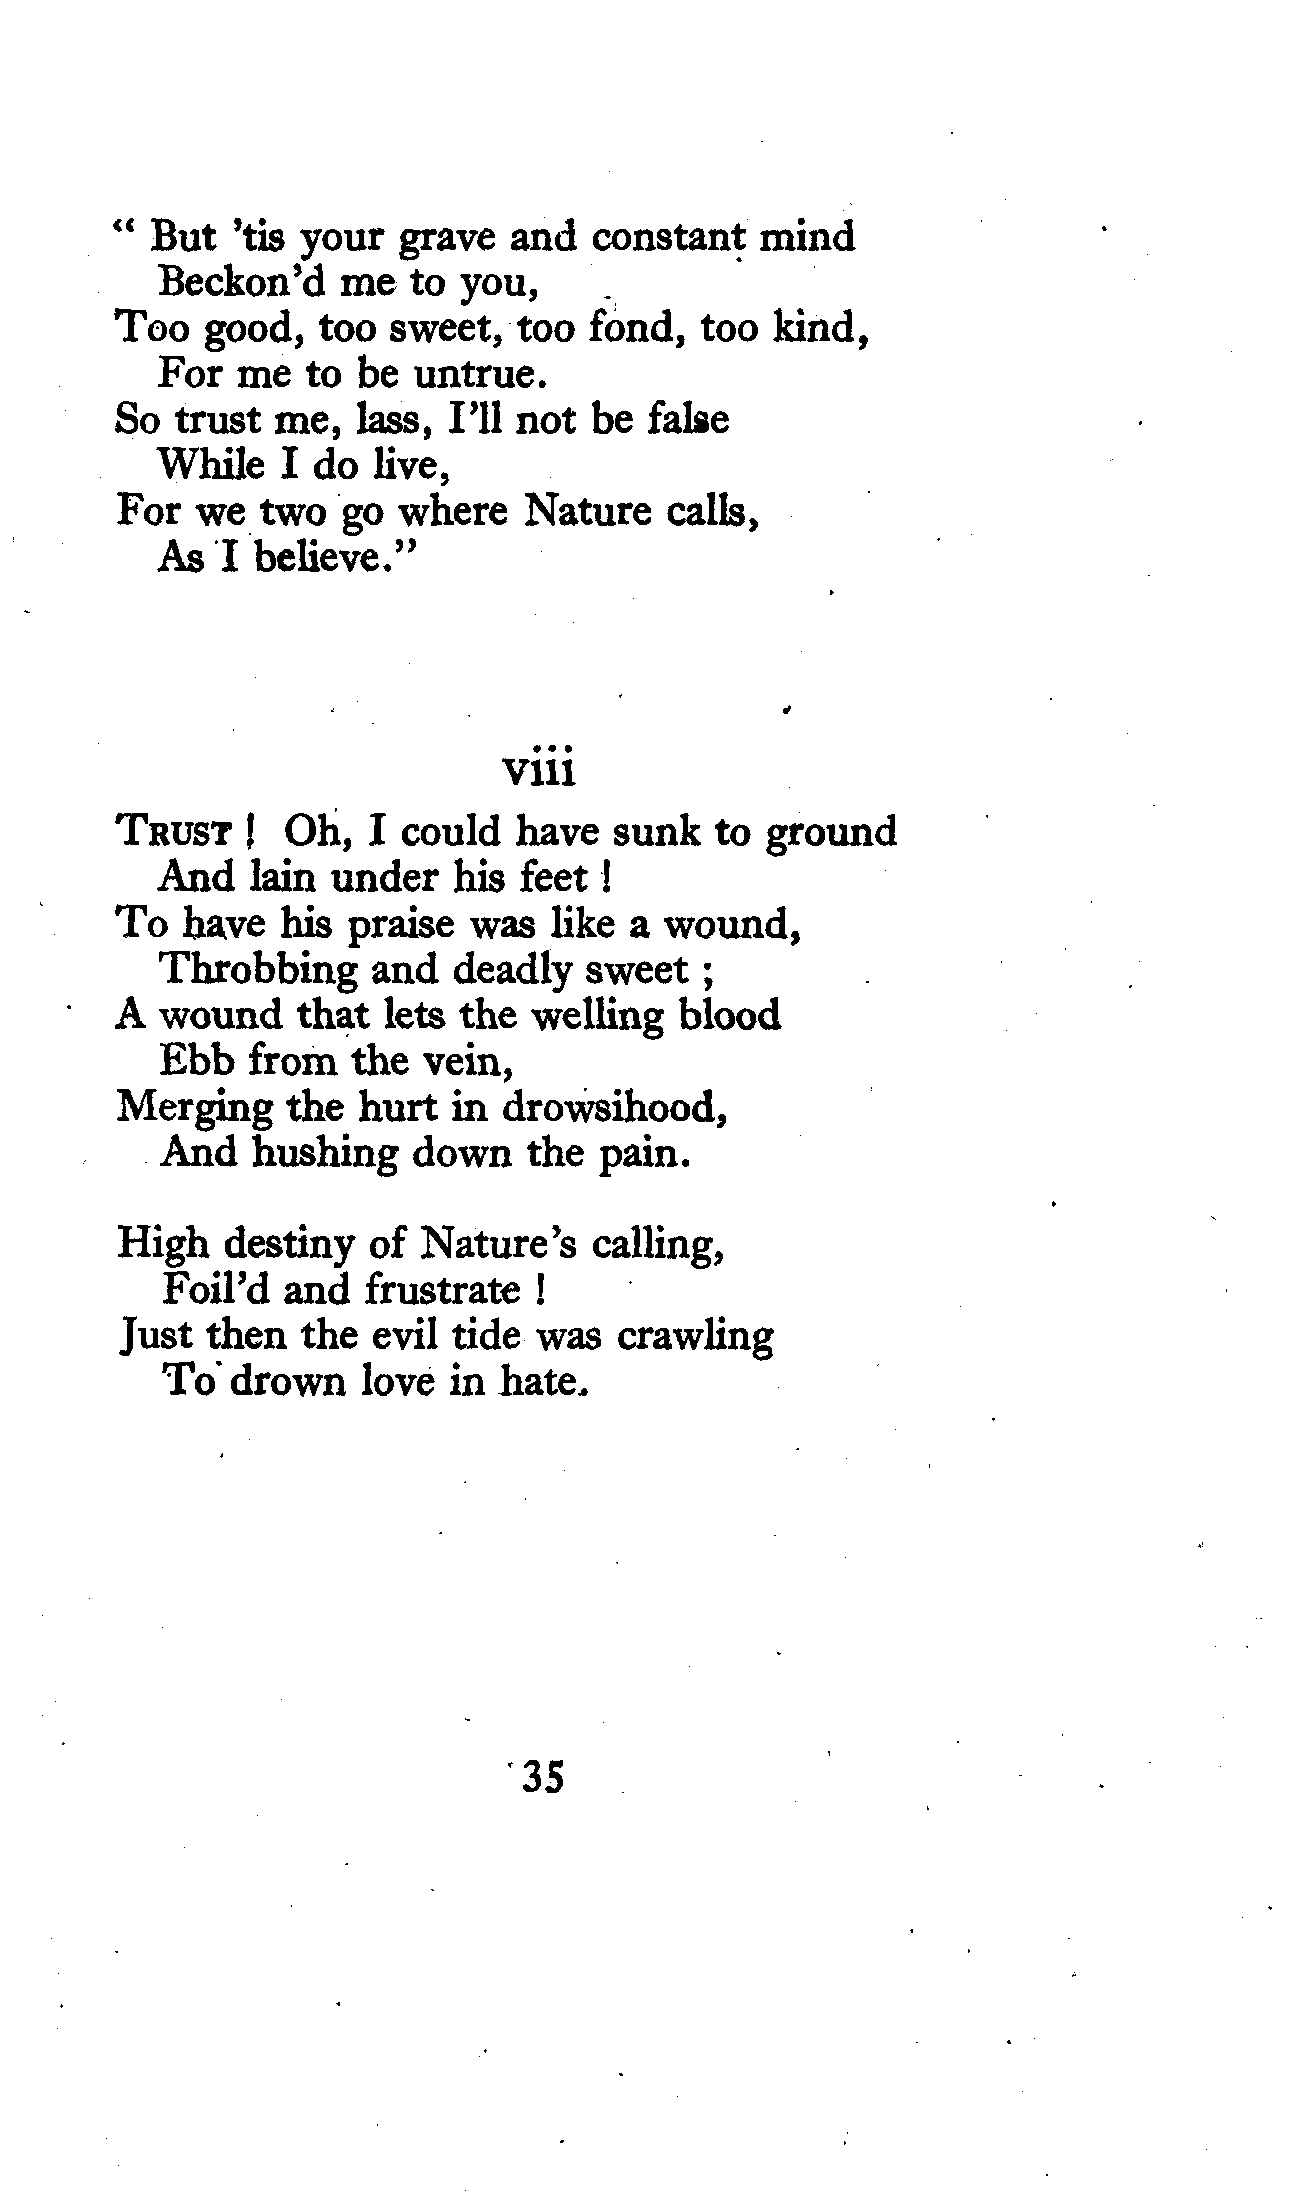 “ But ’tis your grave and constant mind
Beckon’d me to you,
Too good, too sweet, too fond, too kind,
For me to be untrue.
So trust me, lass, I’ll not be false
While I do live,
For we two go where Nature calls,
As I believe.”
viii
TRUST ! Oh, I could have sunk to ground
And lain under his feet !
To have his praise was like a wound,
Throbbing and deadly sweet ;
A wound that lets the welling blood
Ebb from the vein,
Merging the hurt in drowsihood,
And hushing down the pain.
High destiny of Nature’s calling,
Foil’d and frustrate !
Just then the evil tide was crawling
To drown love in hate.
35